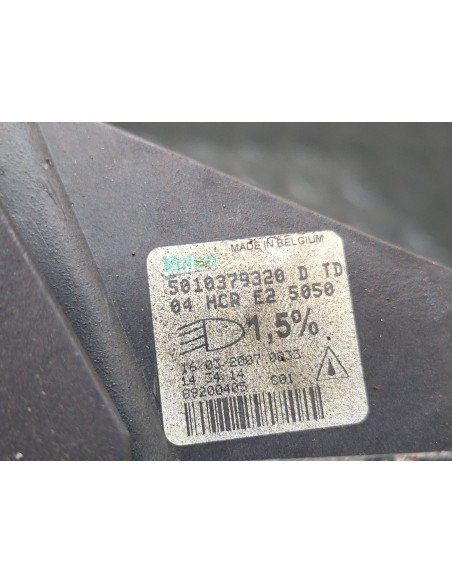 MADE IN BELGIUM
Valeo
5010379320 D TD
04 HCR E2 5050
1,5%
16/03/2007 0033
14 34 14
89200405 C01